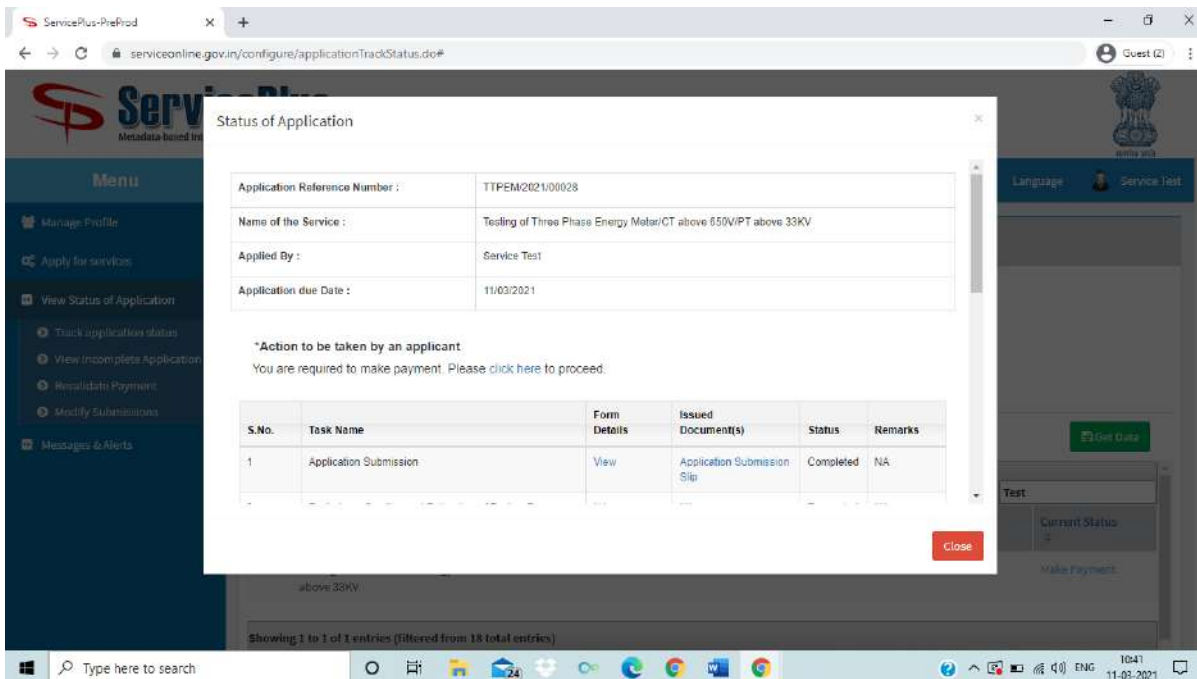 ServicePlus-PreProd
serviceonline.gov.in/configure/applicationTrackStatus.do#
Guest (2)
Status of Application
Menu
Language
Service Test
Application Reference Number :
TTPEM/2021/00028
Manage Profile
Name of the Service :
Testing of Three Phase Energy Meter/CT above 650V/PT above 33KV
Apply for services
Applied By :
Service Test
View Status of Application
Application due Date :
11/03/2021
Track application status
*Action to be taken by an applicant
View Incomplete Application
You are required to make payment. Please click here to proceed.
Revalidate Payment
Modify Submissions
S.No. Task Name Form Details Issued Document(s) Status Remarks
Messages & Alerts
Get Data
1 Application Submission View Application Submission Slip Completed NA
Test
Current Status
Close
Make Payment
above 33KV
Showing 1 to 1 of 1 entries (filtered from 18 total entries)
Type here to search
24
ENG
10:41
11-03-2021